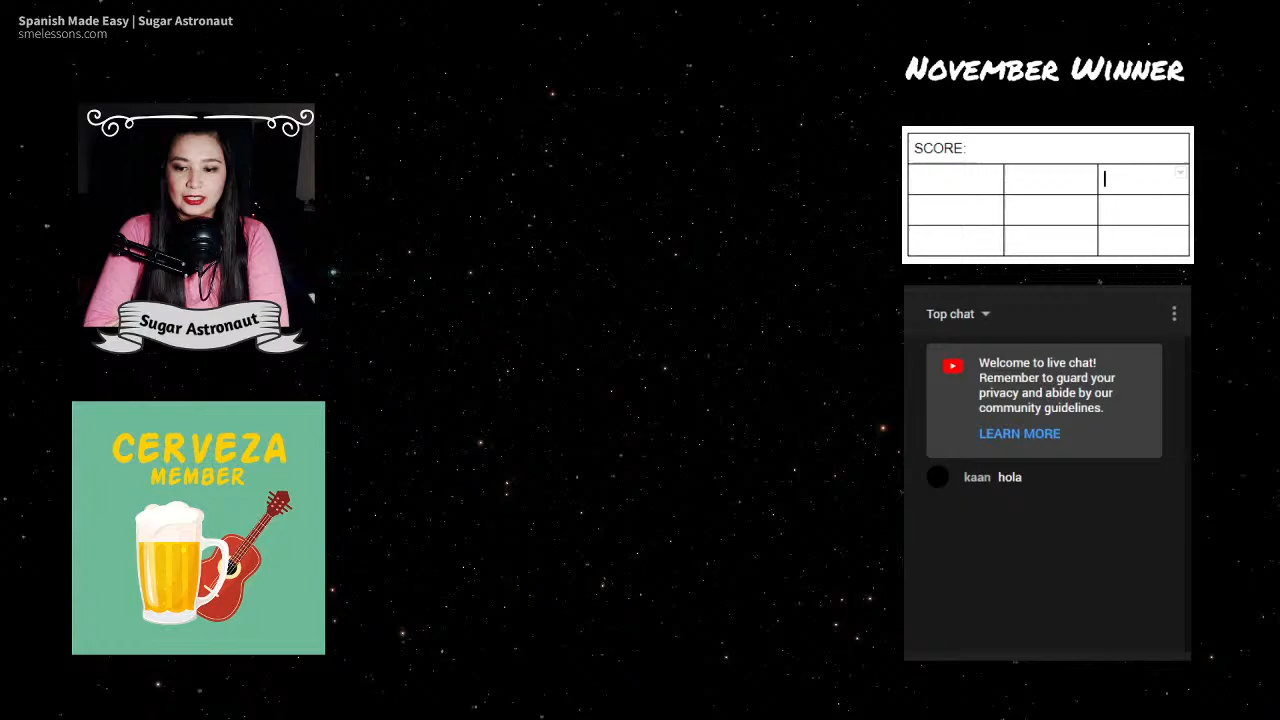 Spanish Made Easy | Sugar Astronaut
smelessons.com
NOVEMBER WINNER
SCORE:
Sugar Astronaut
Top chat
Welcome to live chat!
Remember to guard your
privacy and abide by our
community guidelines.
LEARN MORE
kaan hola
CERVEZA
MEMBER